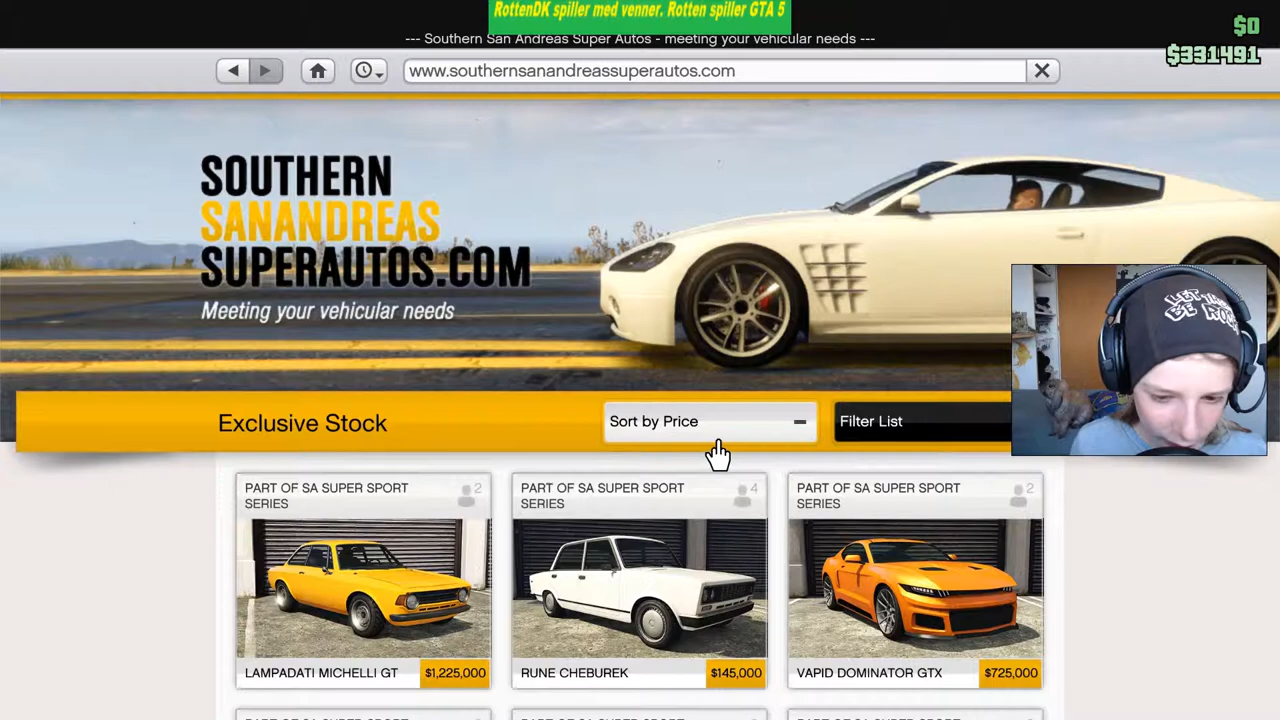 RottenDK spiller med venner. Rotten spiller GTA 5
--- Southern San Andreas Super Autos - meeting your vehicular needs ---
$0
$331491
www.southernsanandreassuperautos.com
SOUTHERN
SANANDREAS
SUPERAUTOS.COM
Meeting your vehicular needs
Exclusive Stock
Sort by Price
Filter List
PART OF SA SUPER SPORT
SERIES
2
PART OF SA SUPER SPORT
SERIES
4
PART OF SA SUPER SPORT
SERIES
2
LAMPADATI MICHELLI GT
$1,225,000
RUNE CHEBUREK
$145,000
VAPID DOMINATOR GTX
$725,000